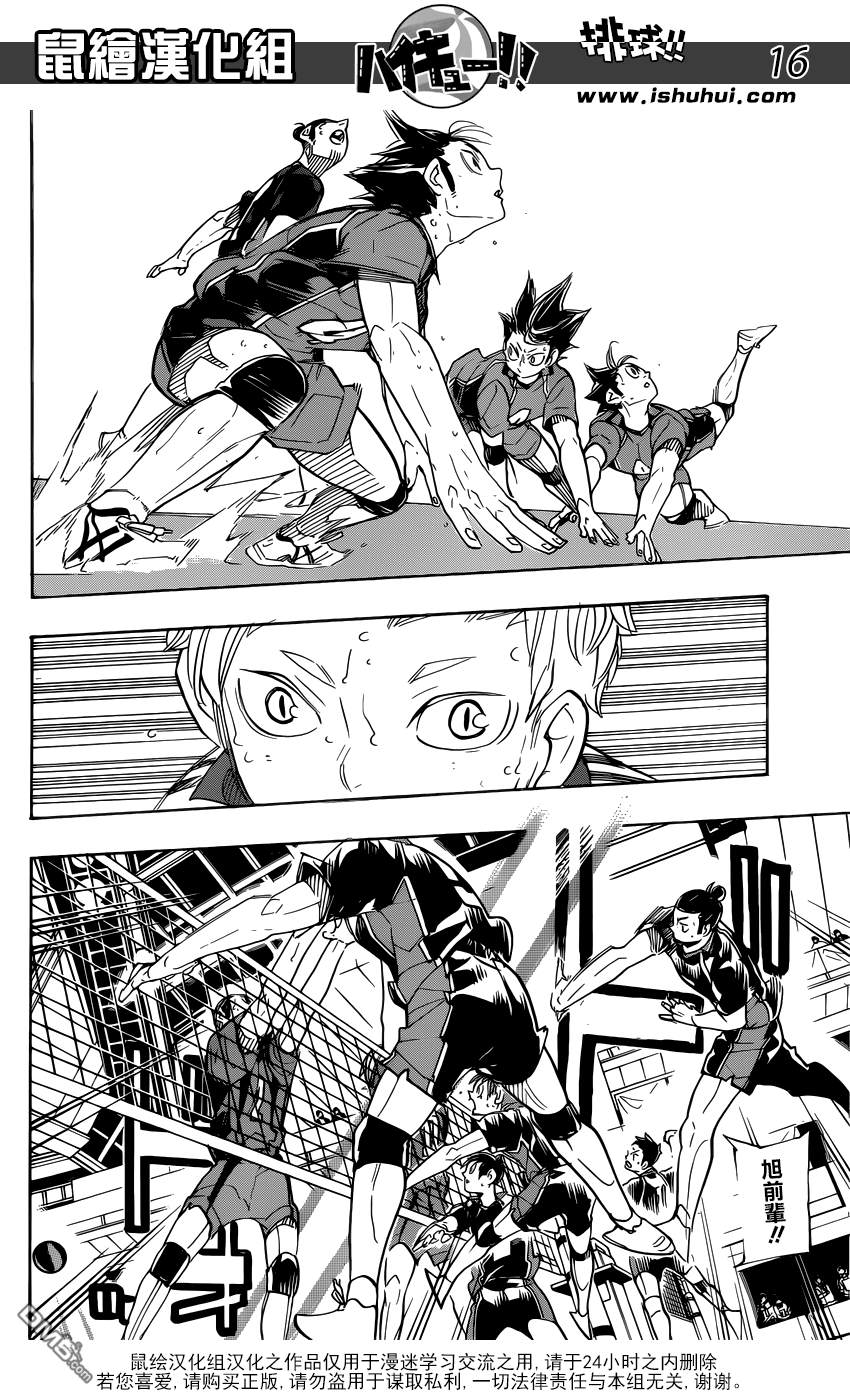 鼠繪漢化組
ハイキュー!!
排球!!
16
www.ishuhui.com
旭前輩!!
DM5.com
鼠绘汉化组汉化之作品仅用于漫迷学习交流之用, 请于24小时之内删除
若您喜爱, 请购买正版, 请勿盗用于谋取私利, 一切法律责任与本组无关, 谢谢。